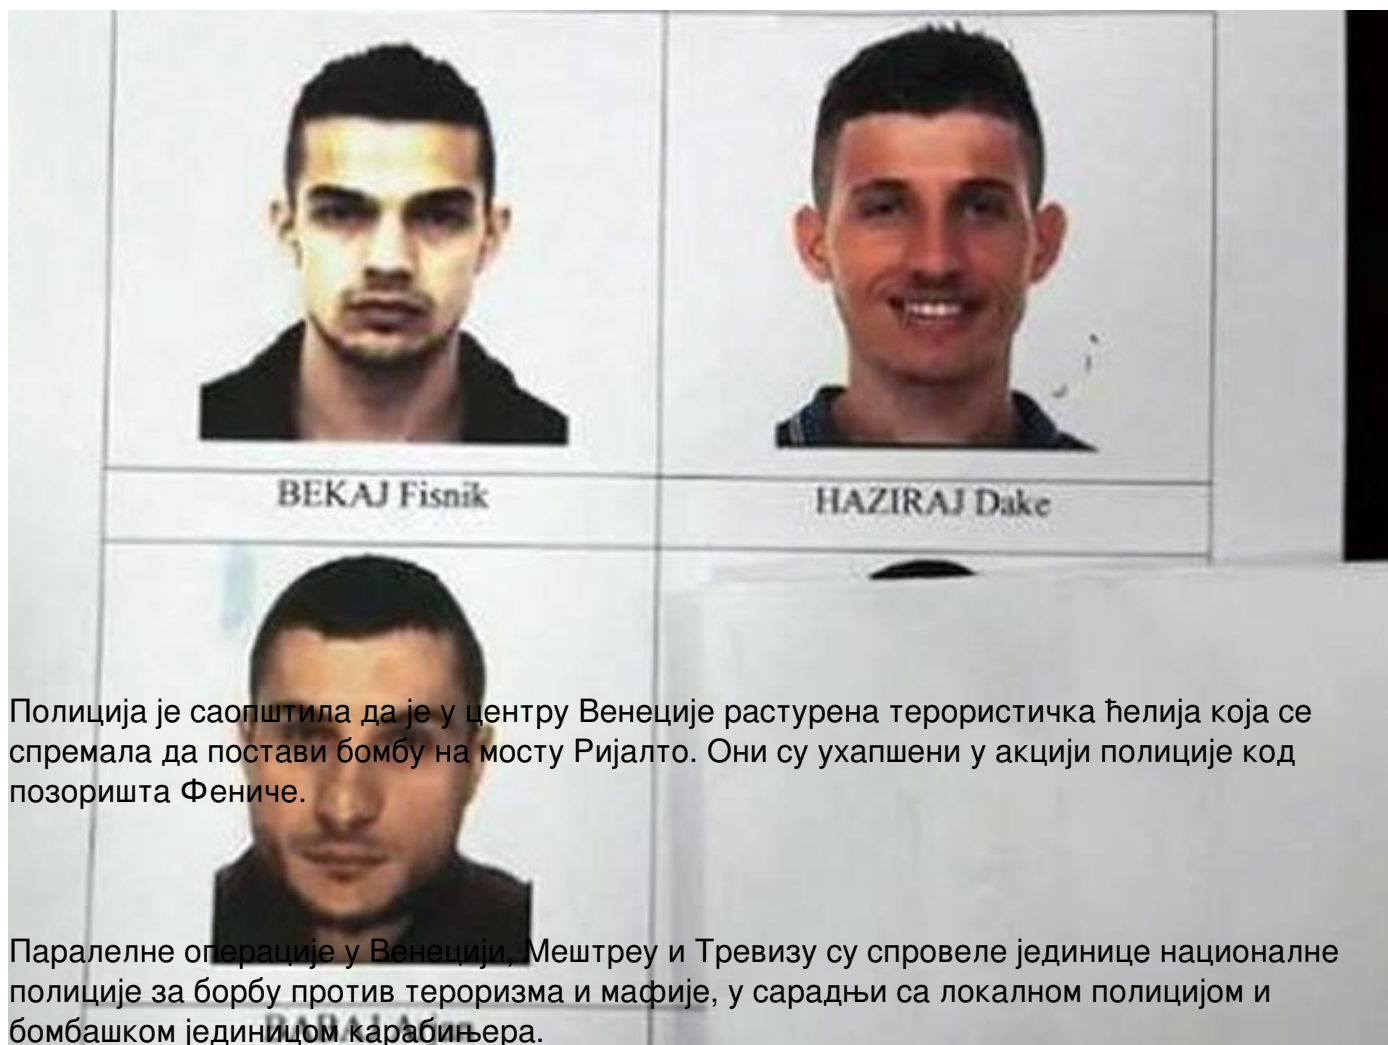 BEKAJ Fisnik
HAZIRAJ Dake
Полиција је саопштила да је у центру Венеције растурена терористичка ћелија која се
спремала да постави бомбу на мосту Ријалто. Они су ухапшени у акцији полиције код
позоришта Фениче.
Паралелне операције у Венецији, Мештреу и Тревизу су спровеле јединице националне
полиције за борбу против тероризма и мафије, у сарадњи са локалном полицијом и
бомбашком јединицом карабињера.